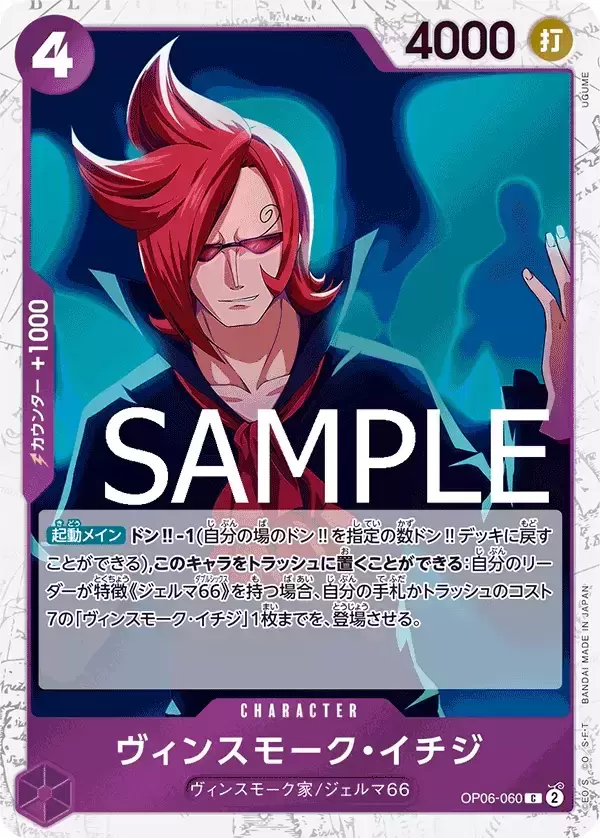 4
4000 打
UGUME
カウンター +1000
SAMPLE
起動メイン ドン!!-1(自分の場のドン!!を指定の数ドン!!デッキに戻す
ことができる),このキャラをトラッシュに置くことができる:自分のリー
ダーが特徴《ジェルマ66》を持つ場合、自分の手札かトラッシュのコスト
7の「ヴィンスモーク・イチジ」1枚までを、登場させる。
CHARACTER
ヴィンスモーク・イチジ
ヴィンスモーク家/ジェルマ66
OP06-060 C 2
BANDAI MADE IN JAPAN